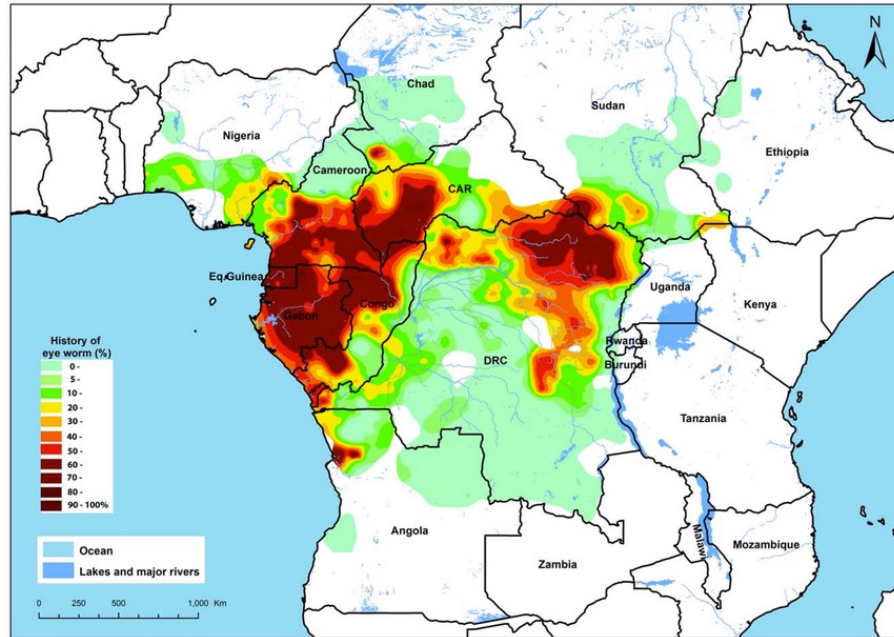 N
Chad
Sudan
Nigeria
Ethiopia
Cameroon
CAR
Eq.Guinea
Uganda
Congo
Kenya
Gabon
Rwanda
DRC
Burundi
Tanzania
Angola
Malawi
Mozambique
Zambia
History of
eye worm (%)
0 -
5 -
10 -
20 -
30 -
40 -
50 -
60 -
70 -
80 -
90 - 100%
Ocean
Lakes and major rivers
0 250 500 1,000 Km